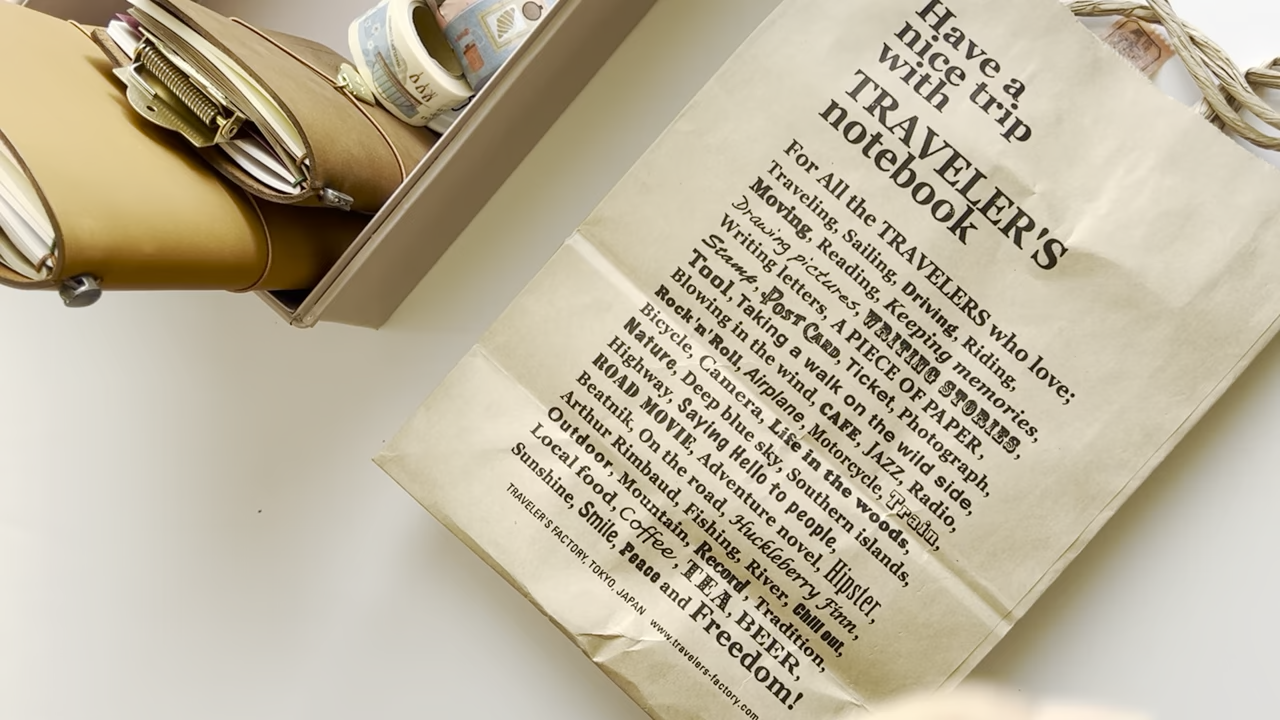 Have a
nice trip
with
TRAVELER'S
notebook
For All the TRAVELERS who love;
Traveling, Sailing, Driving, Riding,
Moving, Reading, Keeping memories,
Drawing pictures, WRITING STORIES,
Writing letters, A PIECE OF PAPER,
Stamp, POST CARD, Ticket, Photograph,
Tool, Taking a walk on the wild side,
Blowing in the wind, CAFE, JAZZ, Radio,
Rock'n'Roll, Airplane, Motorcycle, Train,
Bicycle, Camera, Life in the woods,
Nature, Deep blue sky, Southern islands,
Highway, Saying Hello to people,
ROAD MOVIE, Adventure novel, Hipster,
Beatnik, On the road, Huckleberry Finn,
Arthur Rimbaud, Fishing, River, Chill out,
Outdoor, Mountain, Record, Tradition,
Local food, Coffee, TEA, BEER,
Sunshine, Smile, Peace and Freedom!
TRAVELER'S FACTORY, TOKYO, JAPAN www.travelers-factory.com